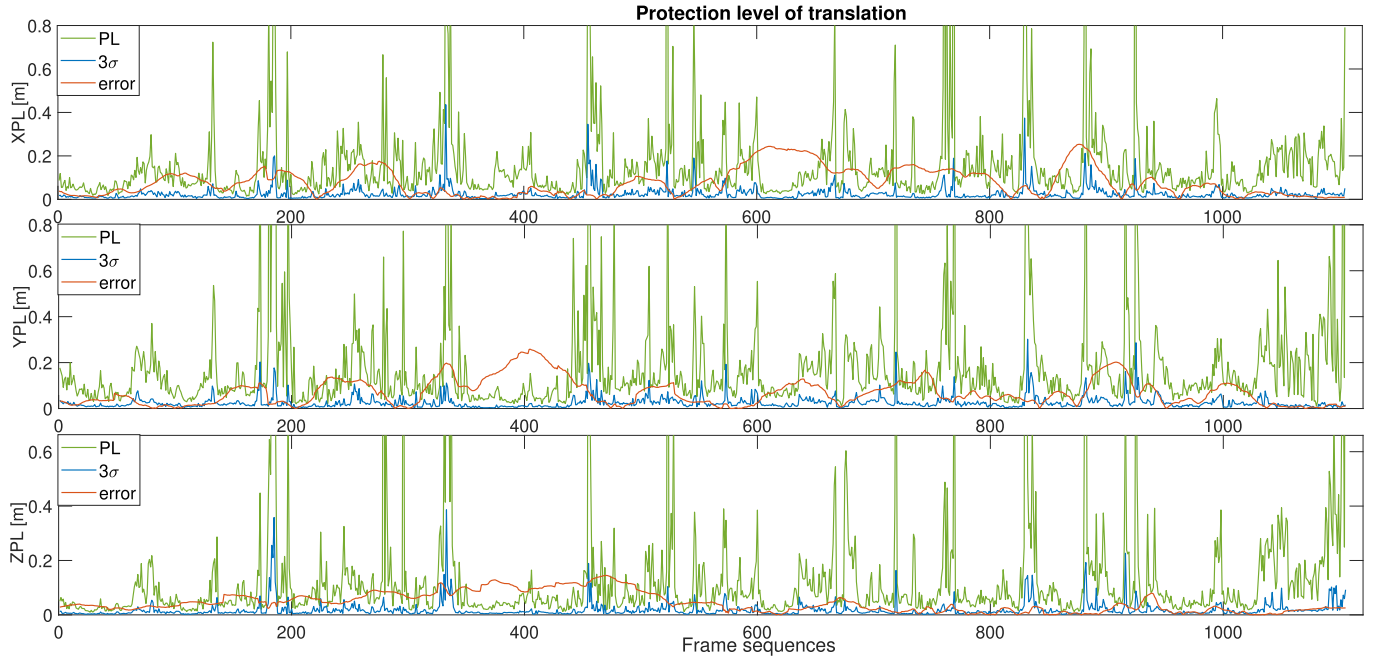 Protection level of translation
0.8
0.6
0.4
0.2
0
XPL [m]
PL
3σ
error
0 200 400 600 800 1000
0.8
0.6
0.4
0.2
0
YPL [m]
PL
3σ
error
0 200 400 600 800 1000
0.6
0.4
0.2
0
ZPL [m]
PL
3σ
error
0 200 400 600 800 1000
Frame sequences